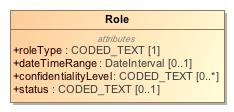 Role
attributes
+roleType : CODED_TEXT [1]
+dateTimeRange : DateInterval [0..1]
+confidentialityLevel : CODED_TEXT [0..*]
+status : CODED_TEXT [0..1]